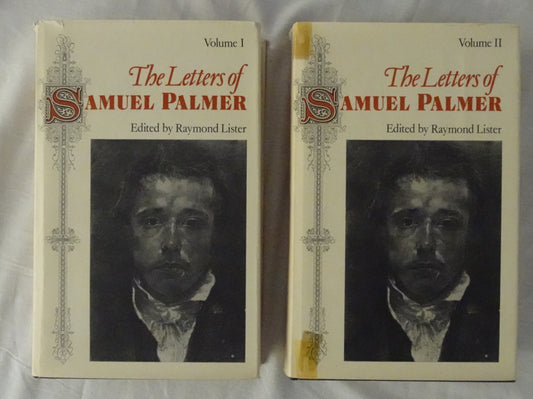 Volume I
The Letters of
SAMUEL PALMER
Edited by Raymond Lister
Volume II
The Letters of
SAMUEL PALMER
Edited by Raymond Lister